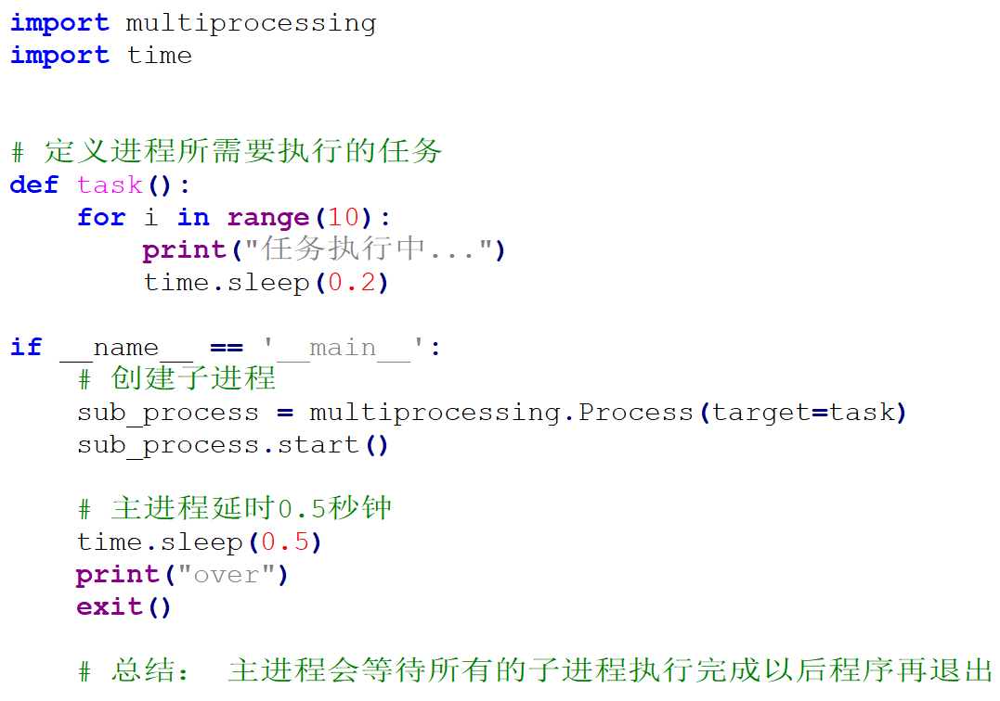 import multiprocessing
import time
# 定义进程所需要执行的任务
def task():
    for i in range(10):
        print("任务执行中...")
        time.sleep(0.2)
if __name__ == '__main__':
    # 创建子进程
    sub_process = multiprocessing.Process(target=task)
    sub_process.start()
    # 主进程延时0.5秒钟
    time.sleep(0.5)
    print("over")
    exit()
    # 总结： 主进程会等待所有的子进程执行完成以后程序再退出